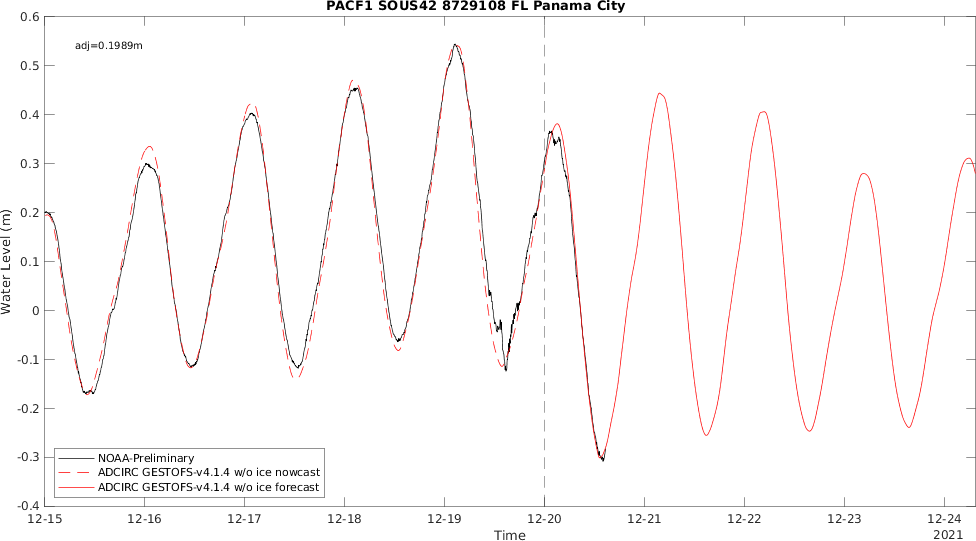 PACF1 SOUS42 8729108 FL Panama City
adj=0.1989m
0.6
0.5
0.4
0.3
0.2
0.1
0
-0.1
-0.2
-0.3
-0.4
Water Level (m)
NOAA-Preliminary
ADCIRC GESTOFS-v4.1.4 w/o ice nowcast
ADCIRC GESTOFS-v4.1.4 w/o ice forecast
12-15 12-16 12-17 12-18 12-19 12-20 12-21 12-22 12-23 12-24
Time 2021